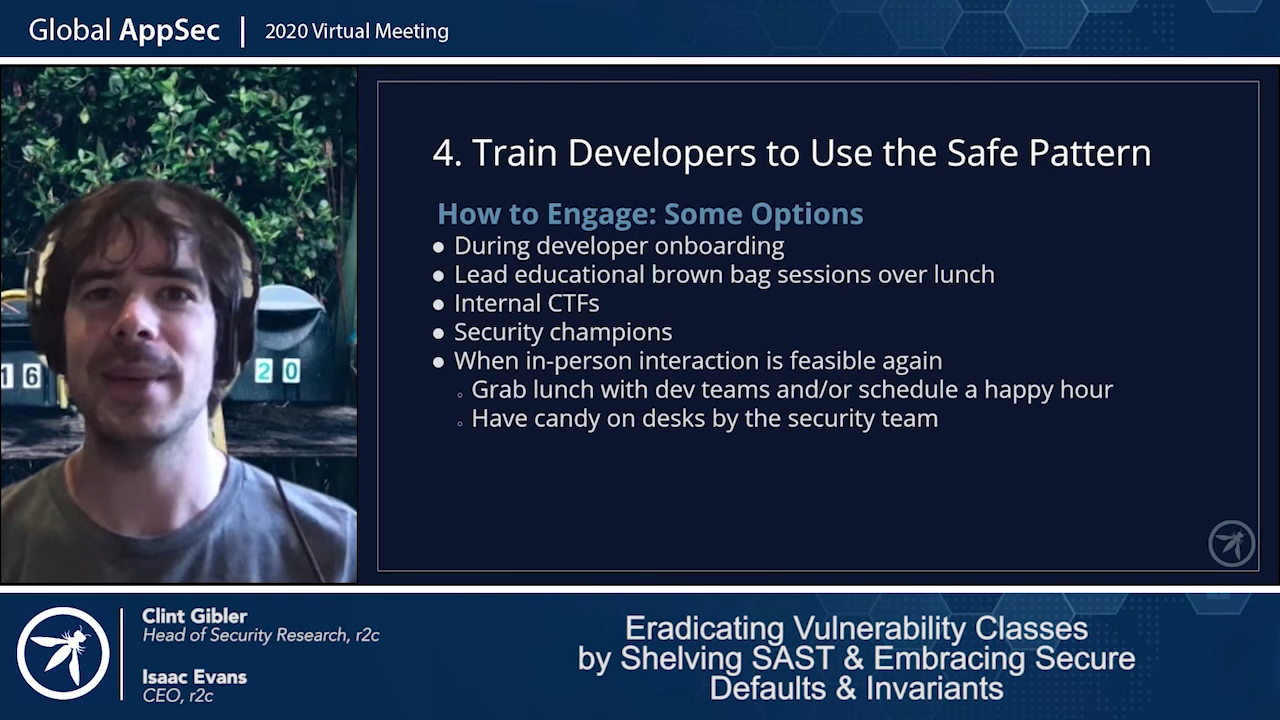 Global AppSec | 2020 Virtual Meeting
4. Train Developers to Use the Safe Pattern
How to Engage: Some Options
● During developer onboarding
● Lead educational brown bag sessions over lunch
● Internal CTFs
● Security champions
● When in-person interaction is feasible again
○ Grab lunch with dev teams and/or schedule a happy hour
○ Have candy on desks by the security team
16
20
Clint Gibler
Head of Security Research, r2c
Isaac Evans
CEO, r2c
Eradicating Vulnerability Classes
by Shelving SAST & Embracing Secure
Defaults & Invariants